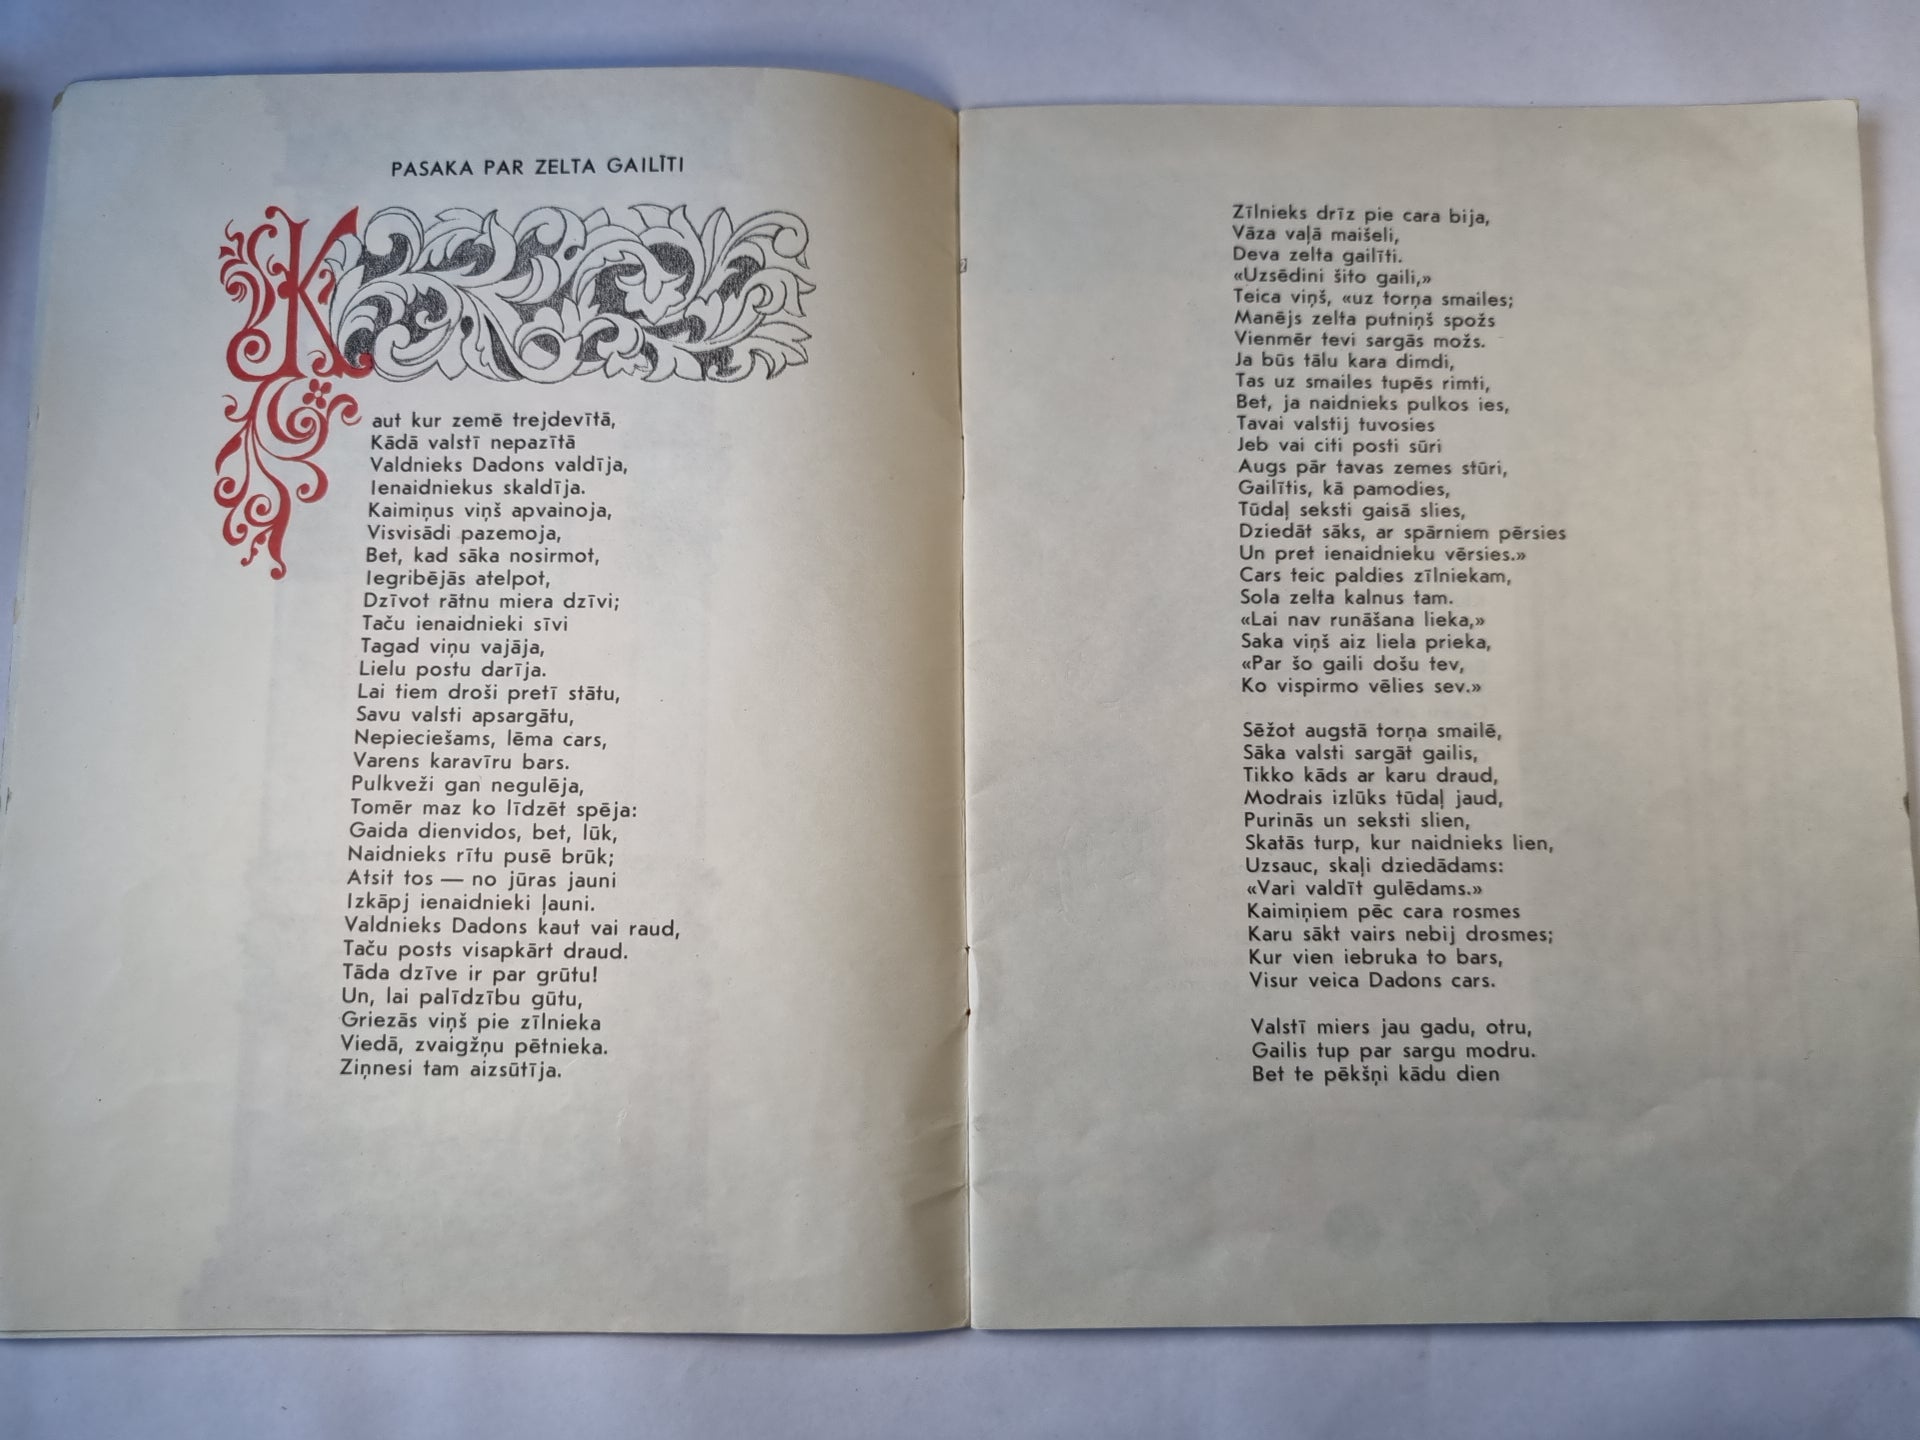 PASAKA PAR ZELTA GAILĪTI
Kaut kur zemē trejdevītā,
Kādā valstī nepazītā
Valdnieks Dadons valdīja,
Ienaidniekus skaldīja.
Kaimiņus viņš apvainoja,
Visvisādi pazemoja,
Bet, kad sāka nosirmot,
Iegribējās atelpot,
Dzīvot rātnu miera dzīvi;
Taču ienaidnieki sīvi
Tagad viņu vajāja,
Lielu postu darīja.
Lai tiem droši pretī stātu,
Savu valsti apsargātu,
Nepieciešams, lēma cars,
Varens karavīru bars.
Pulkveži gan negulēja,
Tomēr maz ko līdzēt spēja:
Gaida dienvidos, bet, lūk,
Naidnieks rītu pusē brūk;
Atsit tos — no jūras jauni
Izkāpj ienaidnieki ļauni.
Valdnieks Dadons kaut vai raud,
Taču posts visapkārt draud.
Tāda dzīve ir par grūtu!
Un, lai palīdzību gūtu,
Griezās viņš pie zīlnieka
Viedā, zvaigžņu pētnieka.
Ziņnesi tam aizsūtīja.
Zīlnieks drīz pie cara bija,
Vāza vaļā maišeli,
Deva zelta gailīti.
«Uzsēdini šito gaili,»
Teica viņš, «uz torņa smailes;
Manējs zelta putniņš spožs
Vienmēr tevi sargās možs.
Ja būs tālu kara dimdi,
Tas uz smailes tupēs rimti,
Bet, ja naidnieks pulkos ies,
Tavai valstij tuvosies
Jeb vai citi posti sūri
Augs pār tavas zemes stūri,
Gailītis, kā pamodies,
Tūdaļ seksti gaisā slies,
Dziedāt sāks, ar spārniem pērsies
Un pret ienaidnieku vērsies.»
Cars teic paldies zīlniekam,
Sola zelta kalnus tam.
«Lai nav runāšana lieka,»
Saka viņš aiz liela prieka,
«Par šo gaili došu tev,
Ko vispirmo vēlies sev.»
Sēžot augstā torņa smailē,
Sāka valsti sargāt gailis,
Tikko kāds ar karu draud,
Modrais izlūks tūdaļ jaud,
Purinās un seksti slien,
Skatās turp, kur naidnieks lien,
Uzsauc, skaļi dziedādams:
«Vari valdīt gulēdams.»
Kaimiņiem pēc cara rosmes
Karu sākt vairs nebij drosmes;
Kur vien iebruka to bars,
Visur veica Dadons cars.
Valstī miers jau gadu, otru,
Gailis tup par sargu modru.
Bet te pēkšņi kādu dien